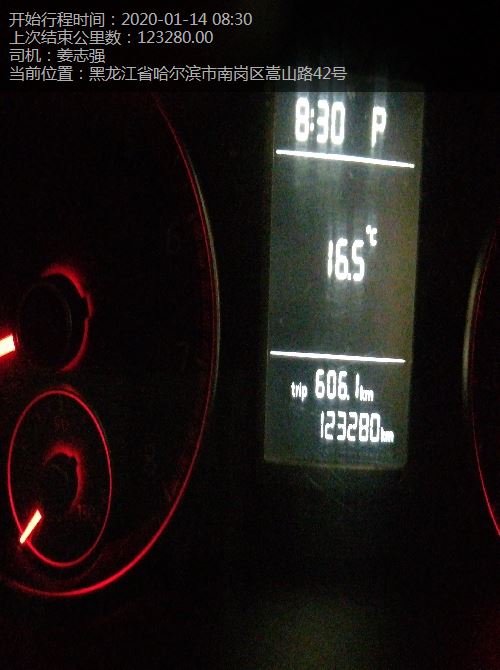 开始行程时间：2020-01-14 08:30
上次结束公里数：123280.00
司机：姜志强
当前位置：黑龙江省哈尔滨市南岗区嵩山路42号
8:30 P
16.5℃
trip 606.1km
123280km